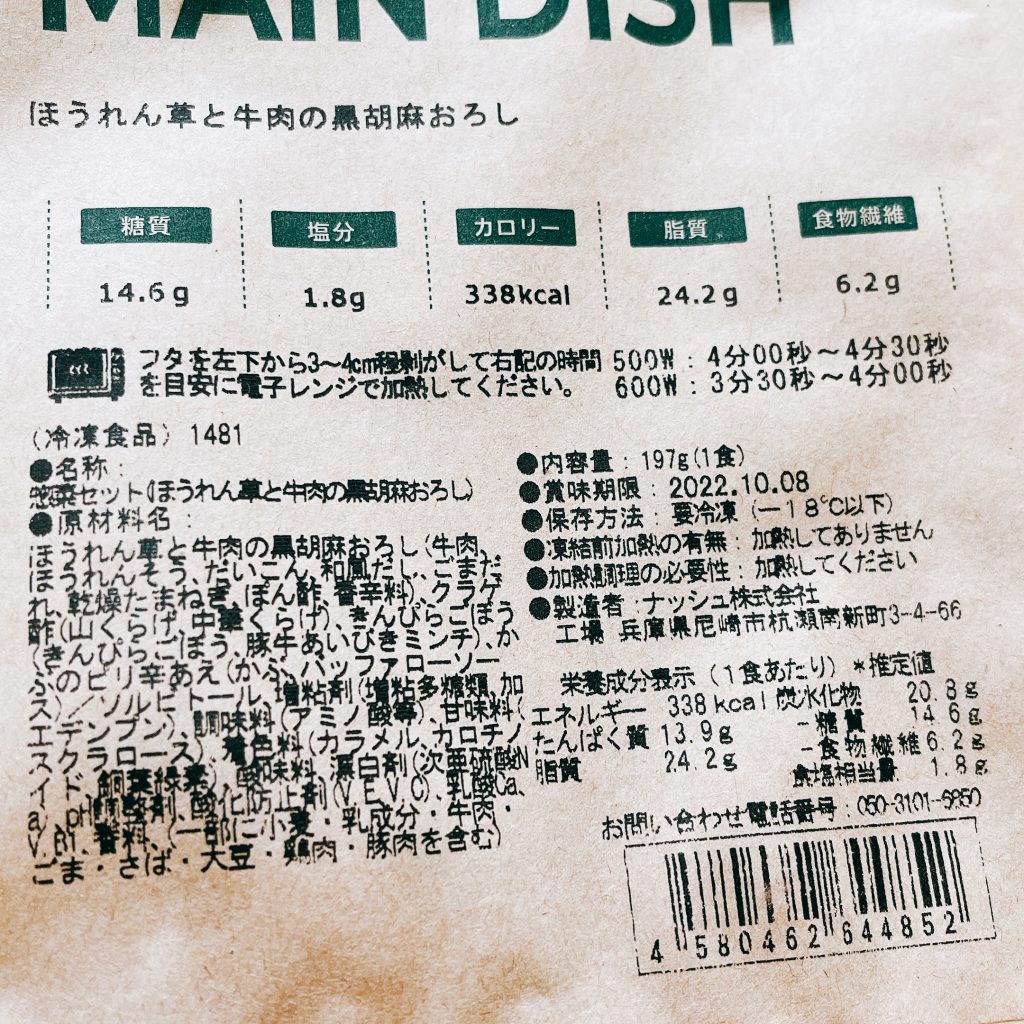 MAIN DISH
ほうれん草と牛肉の黒胡麻おろし
糖質 塩分 カロリー 脂質 食物繊維
14.6g 1.8g 338kcal 24.2g 6.2g
フタを左下から3～4cm程剥がして右記の時間
を目安に電子レンジで加熱してください。
500W：4分00秒～4分30秒
600W：3分30秒～4分00秒
(冷凍食品) 1481
●名称：
惣菜セット(ほうれん草と牛肉の黒胡麻おろし)
●原材料名：
ほうれん草と牛肉の黒胡麻おろし(牛肉、
ほうれんそう、だいこん、和風だし、ごまだ
れ、乾燥たまねぎ、ぽん酢、香辛料)、クラゲ
酢(山くらげ、中華くらげ)、きんぴらごぼう
(きんぴらごぼう、豚牛あいびきミンチ)、か
ぶのピリ辛あえ(かぶ、バッファローソー
ス)／ソルビトール、増粘剤(増粘多糖類、加
エデンプン)、調味料(アミノ酸等)、甘味料(
スクラロース)、着色料(カラメル、カロチノ
イド、銅葉緑素)、酸味料、漂白剤(次亜硫酸N
a)、pH調整剤、酸化防止剤(V.E、V.C)、乳酸Ca、
V.B1、香料、(一部に小麦・乳成分・牛肉・
ごま・さば・大豆・鶏肉・豚肉を含む)
●内容量：197g(1食)
●賞味期限：2022.10.08
●保存方法：要冷凍(－18℃以下)
●凍結前加熱の有無：加熱してありません
●加熱調理の必要性：加熱してください
●製造者：ナッシュ株式会社
工場 兵庫県尼崎市杭瀬南新町3-4-66
栄養成分表示(1食あたり)*推定値
エネルギー 338kcal 炭水化物 20.8g
たんぱく質 13.9g -糖質 14.6g
脂質 24.2g -食物繊維 6.2g
食塩相当量 1.8g
お問い合わせ電話番号：050-3101-6850
4 580462 644852